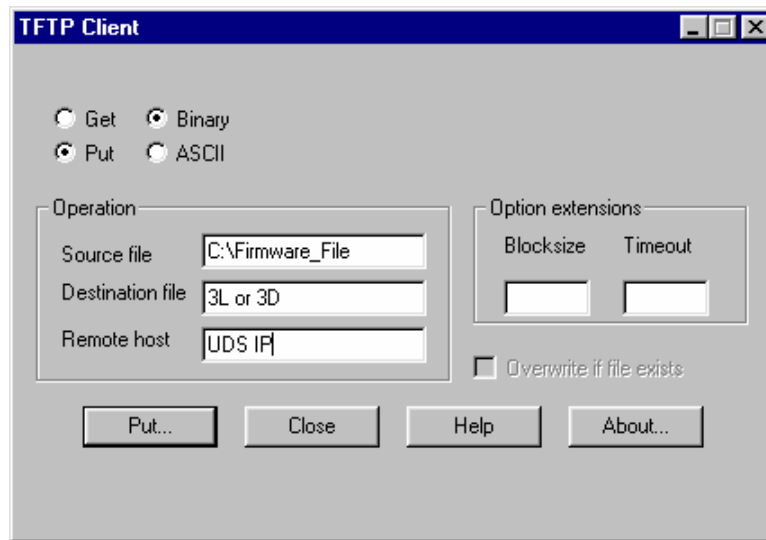 TFTP Client
Get Binary
Put ASCII
Operation
Source file C:\Firmware_File
Destination file 3L or 3D
Remote host UDS IP
Option extensions
Blocksize Timeout
Overwrite if file exists
Put... Close Help About...